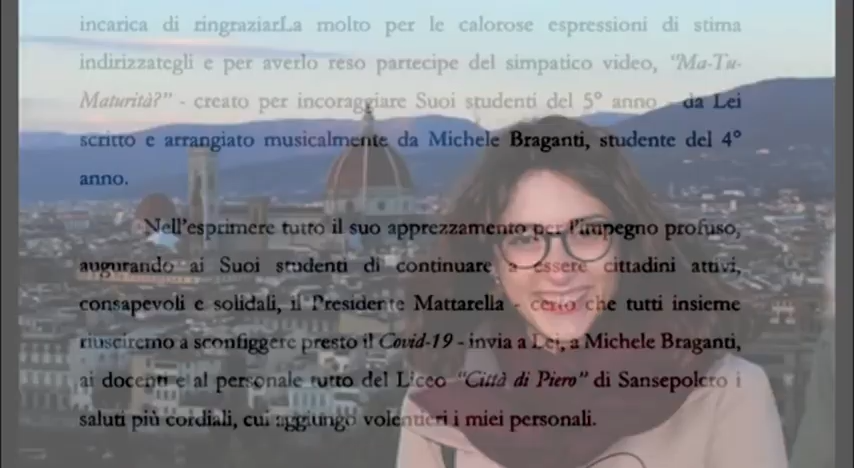 incarica di ringraziarLa molto per le calorose espressioni di stima
indirizzategli e per averlo reso partecipe del simpatico video, "Ma-Tu-
Maturità?" - creato per incoraggiare Suoi studenti del 5° anno - da Lei
scritto e arrangiato musicalmente da Michele Braganti, studente del 4°
anno.
Nell'esprimere tutto il suo apprezzamento per l'impegno profuso,
augurando ai Suoi studenti di continuare a essere cittadini attivi,
consapevoli e solidali, il Presidente Mattarella - certo che tutti insieme
riusciremo a sconfiggere presto il Covid-19 - invia a Lei, a Michele Braganti,
ai docenti e al personale tutto del Liceo "Città di Piero" di Sansepolcro i
saluti più cordiali, cui aggiungo volentieri i miei personali.